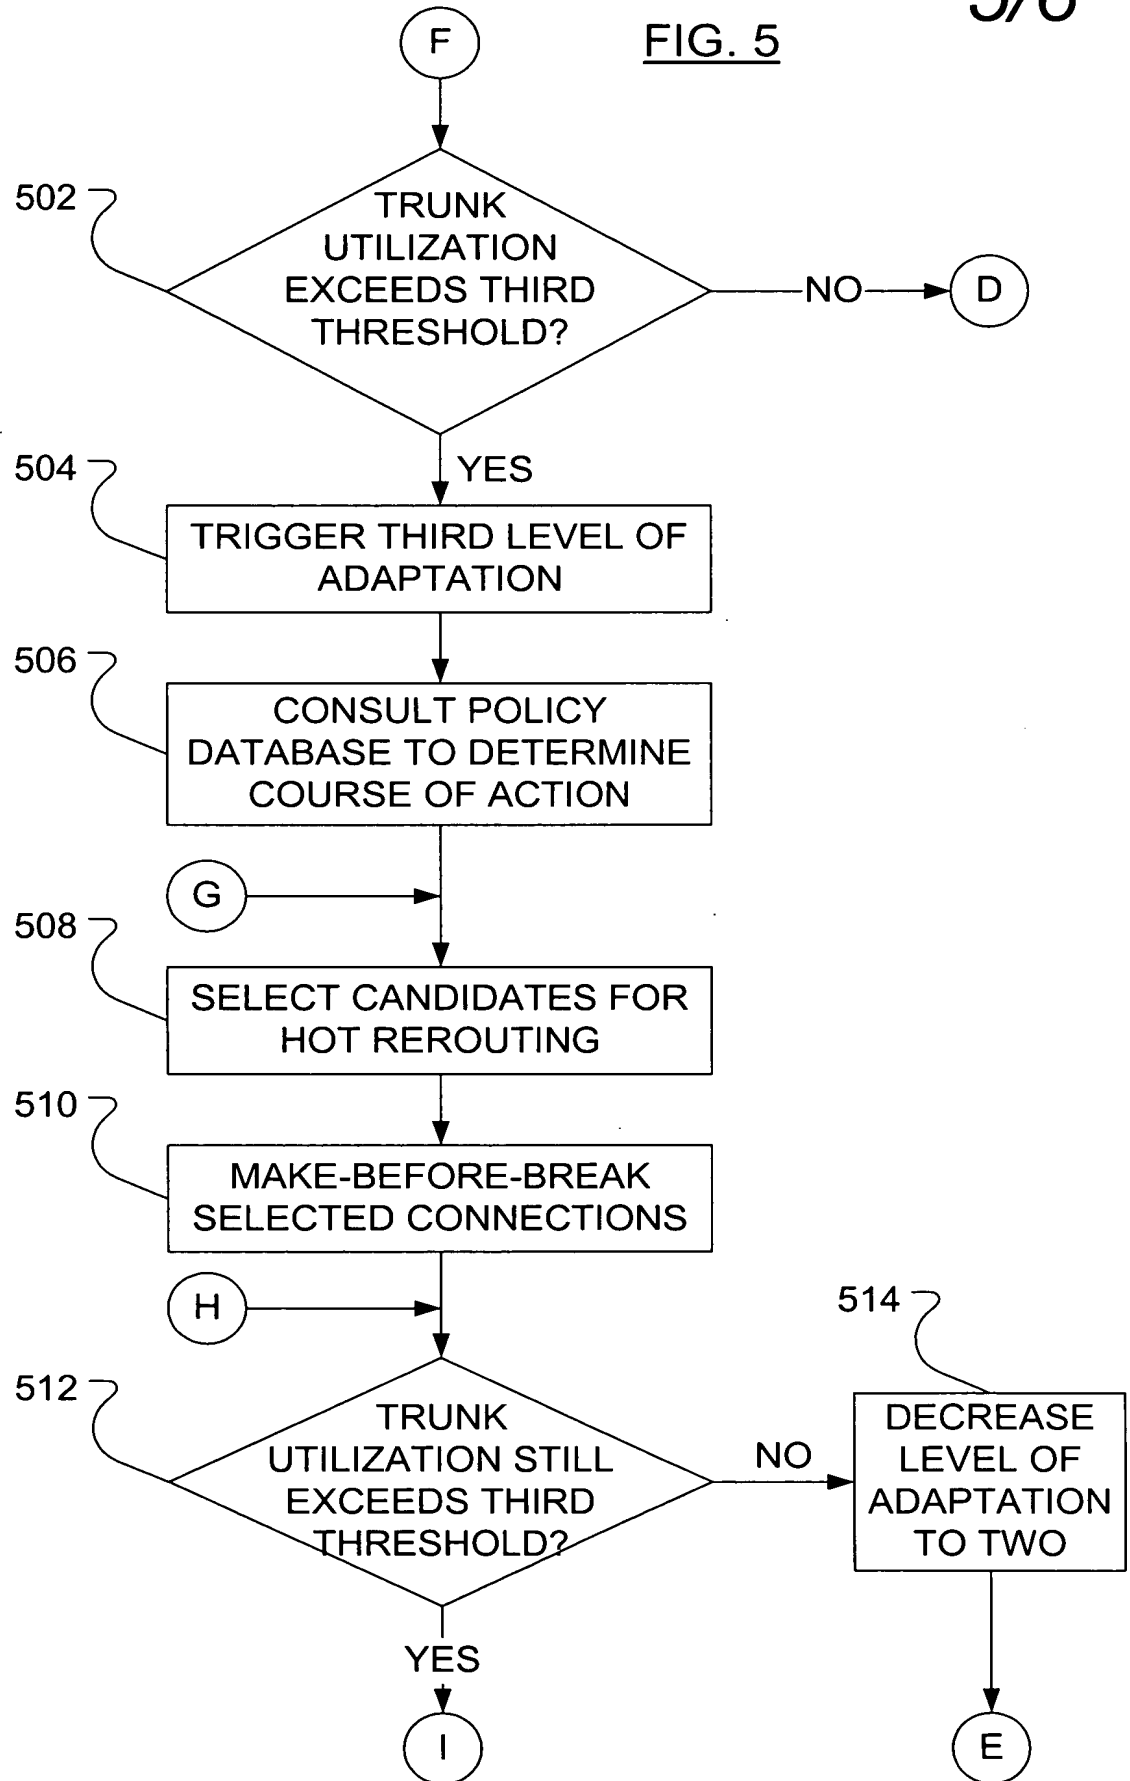 5/6
F
FIG. 5
502
TRUNK
UTILIZATION
EXCEEDS THIRD
THRESHOLD?
NO
D
504
YES
TRIGGER THIRD LEVEL OF
ADAPTATION
506
CONSULT POLICY
DATABASE TO DETERMINE
COURSE OF ACTION
G
508
SELECT CANDIDATES FOR
HOT REROUTING
510
MAKE-BEFORE-BREAK
SELECTED CONNECTIONS
H
514
512
TRUNK
UTILIZATION STILL
EXCEEDS THIRD
THRESHOLD?
NO
DECREASE
LEVEL OF
ADAPTATION
TO TWO
YES
I
E